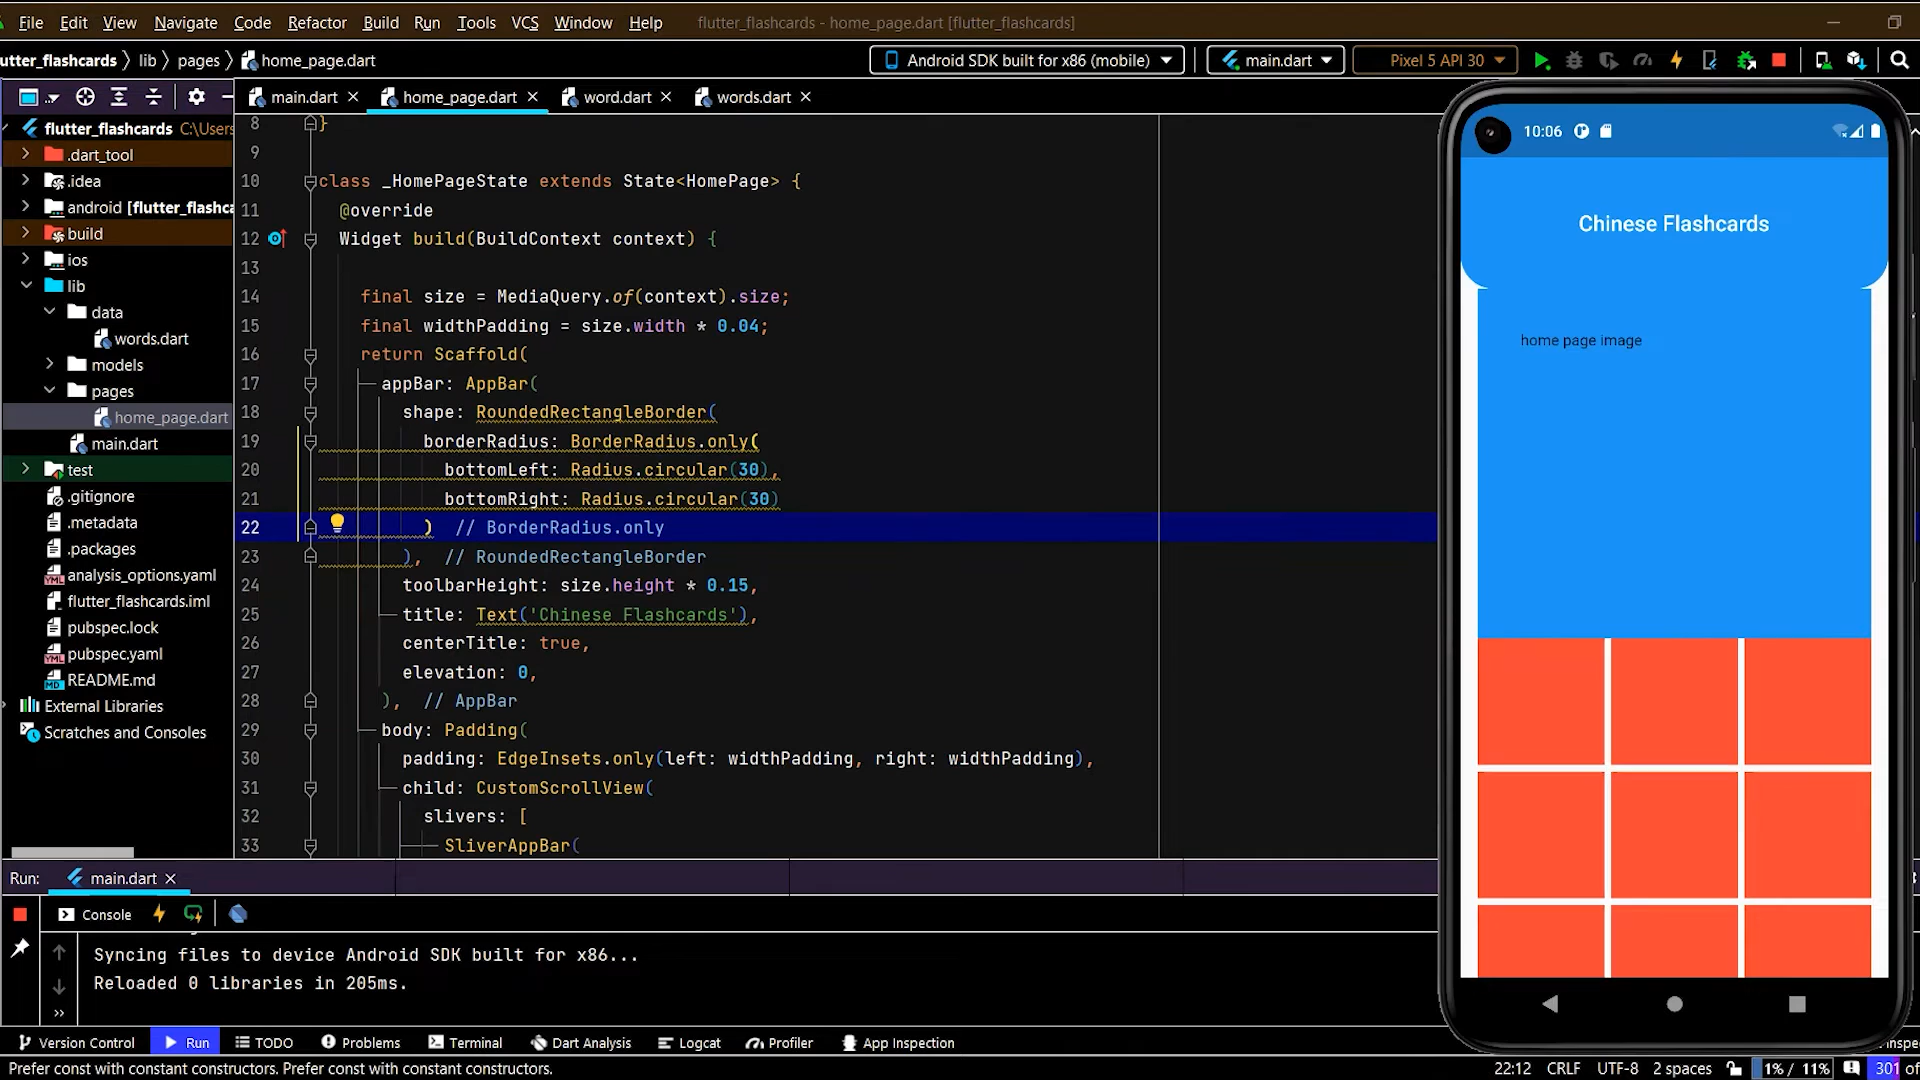 File Edit View Navigate Code Refactor Build Run Tools VCS Window Help flutter_flashcards - home_page.dart [flutter_flashcards]
utter_flashcards lib pages home_page.dart Android SDK built for x86 (mobile) main.dart Pixel 5 API 30
main.dart home_page.dart word.dart words.dart
flutter_flashcards C:\Users
.dart_tool
.idea
android [flutter_flashca
build
ios
lib
data
words.dart
models
pages
home_page.dart
main.dart
test
.gitignore
.metadata
.packages
analysis_options.yaml
flutter_flashcards.iml
pubspec.lock
pubspec.yaml
README.md
External Libraries
Scratches and Consoles
8 }
9
10 class _HomePageState extends State<HomePage> {
11 @override
12 Widget build(BuildContext context) {
13
14 final size = MediaQuery.of(context).size;
15 final widthPadding = size.width * 0.04;
16 return Scaffold(
17 appBar: AppBar(
18 shape: RoundedRectangleBorder(
19 borderRadius: BorderRadius.only(
20 bottomLeft: Radius.circular(30),
21 bottomRight: Radius.circular(30)
22 ) // BorderRadius.only
23 ), // RoundedRectangleBorder
24 toolbarHeight: size.height * 0.15,
25 title: Text('Chinese Flashcards'),
26 centerTitle: true,
27 elevation: 0,
28 ), // AppBar
29 body: Padding(
30 padding: EdgeInsets.only(left: widthPadding, right: widthPadding),
31 child: CustomScrollView(
32 slivers: [
33 SliverAppBar(
10:06
Chinese Flashcards
home page image
Run: main.dart
Console
Syncing files to device Android SDK built for x86...
Reloaded 0 libraries in 205ms.
Version Control Run TODO Problems Terminal Dart Analysis Logcat Profiler App Inspection
Prefer const with constant constructors. Prefer const with constant constructors. 22:12 CRLF UTF-8 2 spaces 1% / 11% 301 of